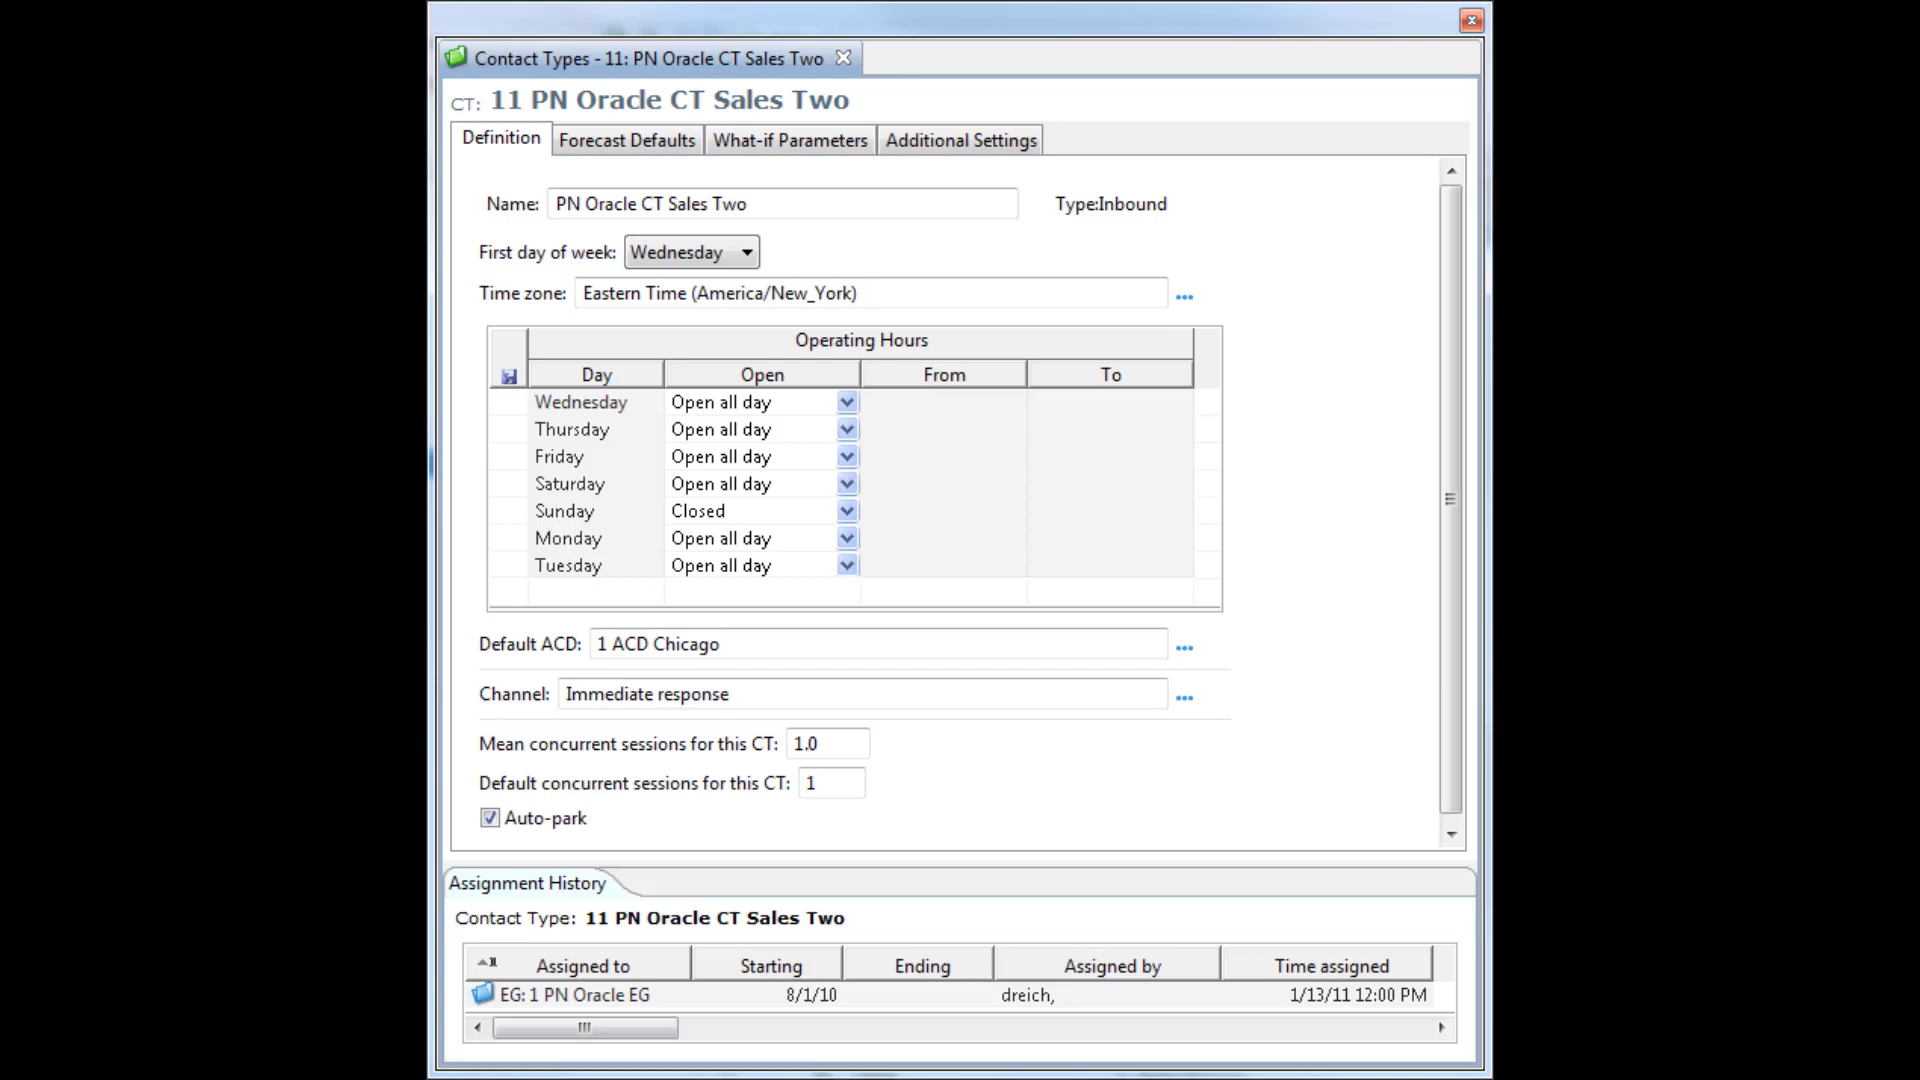 Contact Types - 11: PN Oracle CT Sales Two
CT: 11 PN Oracle CT Sales Two
Definition Forecast Defaults What-if Parameters Additional Settings
Name: PN Oracle CT Sales Two Type:Inbound
First day of week: Wednesday
Time zone: Eastern Time (America/New_York) ...
Operating Hours
Day Open From To
Wednesday Open all day
Thursday Open all day
Friday Open all day
Saturday Open all day
Sunday Closed
Monday Open all day
Tuesday Open all day
Default ACD: 1 ACD Chicago ...
Channel: Immediate response ...
Mean concurrent sessions for this CT: 1.0
Default concurrent sessions for this CT: 1
Auto-park
Assignment History
Contact Type: 11 PN Oracle CT Sales Two
Assigned to Starting Ending Assigned by Time assigned
EG: 1 PN Oracle EG 8/1/10 dreich, 1/13/11 12:00 PM